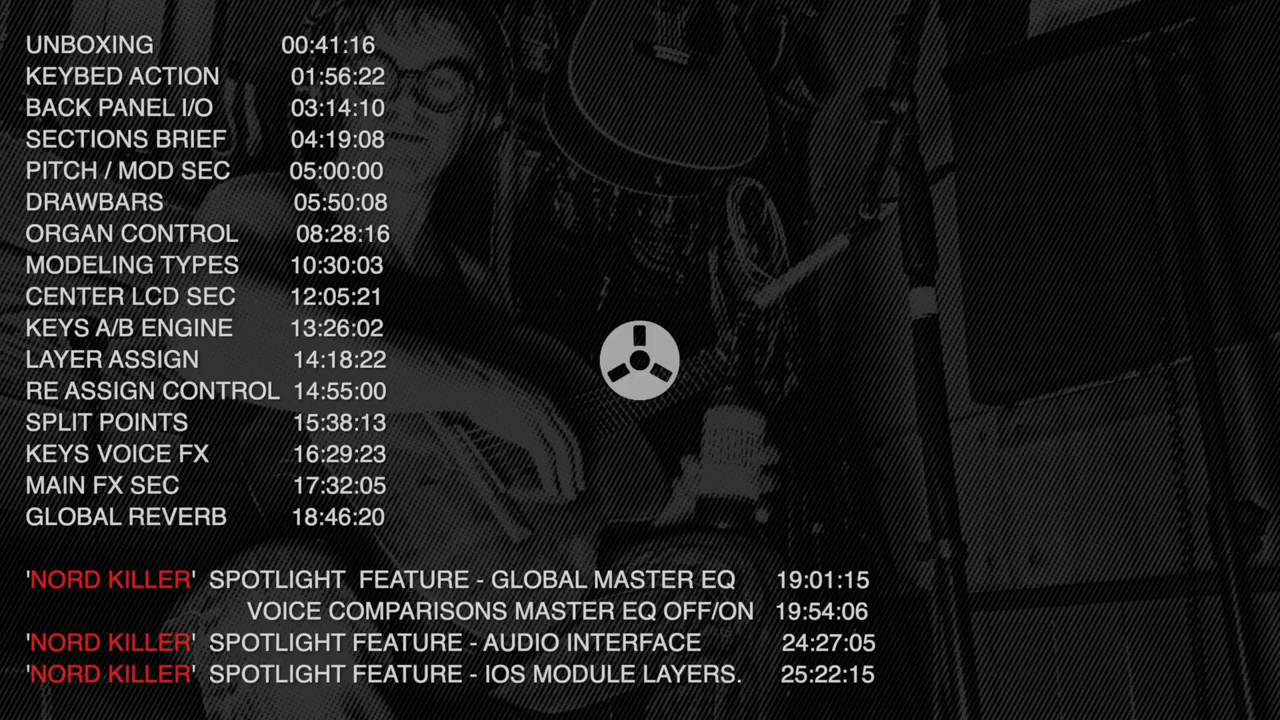 UNBOXING 00:41:16
KEYBED ACTION 01:56:22
BACK PANEL I/O 03:14:10
SECTIONS BRIEF 04:19:08
PITCH / MOD SEC 05:00:00
DRAWBARS 05:50:08
ORGAN CONTROL 08:28:16
MODELING TYPES 10:30:03
CENTER LCD SEC 12:05:21
KEYS A/B ENGINE 13:26:02
LAYER ASSIGN 14:18:22
RE ASSIGN CONTROL 14:55:00
SPLIT POINTS 15:38:13
KEYS VOICE FX 16:29:23
MAIN FX SEC 17:32:05
GLOBAL REVERB 18:46:20
'NORD KILLER' SPOTLIGHT FEATURE - GLOBAL MASTER EQ 19:01:15
VOICE COMPARISONS MASTER EQ OFF/ON 19:54:06
'NORD KILLER' SPOTLIGHT FEATURE - AUDIO INTERFACE 24:27:05
'NORD KILLER' SPOTLIGHT FEATURE - IOS MODULE LAYERS. 25:22:15